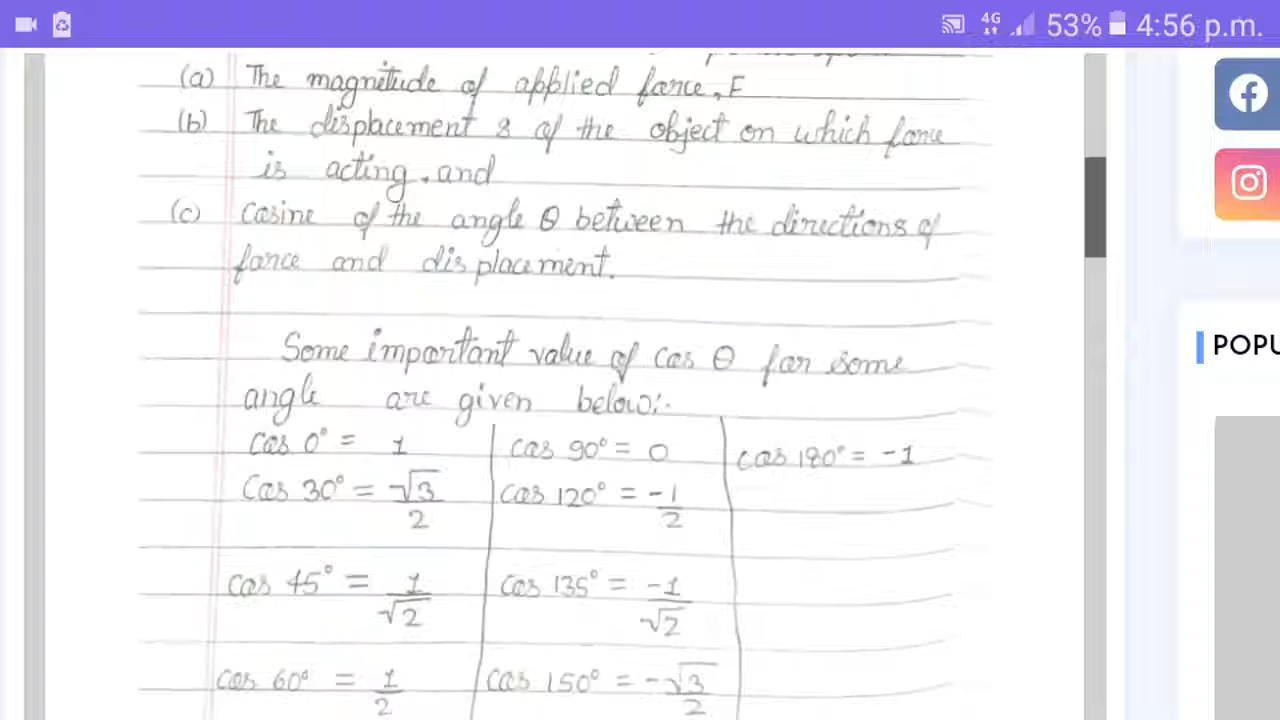 4G 53% 4:56 p.m.
(a) The magnitude of applied force, F
(b) The displacement s of the object on which force
is acting, and
(c) Cosine of the angle θ between the directions of
force and displacement.
Some important value of cos θ for some
angle are given below:-
cos 0° = 1
cos 30° = √3/2
cos 45° = 1/√2
cos 60° = 1/2
cos 90° = 0
cos 120° = -1/2
cos 135° = -1/√2
cos 150° = -√3/2
cos 180° = -1
POPU